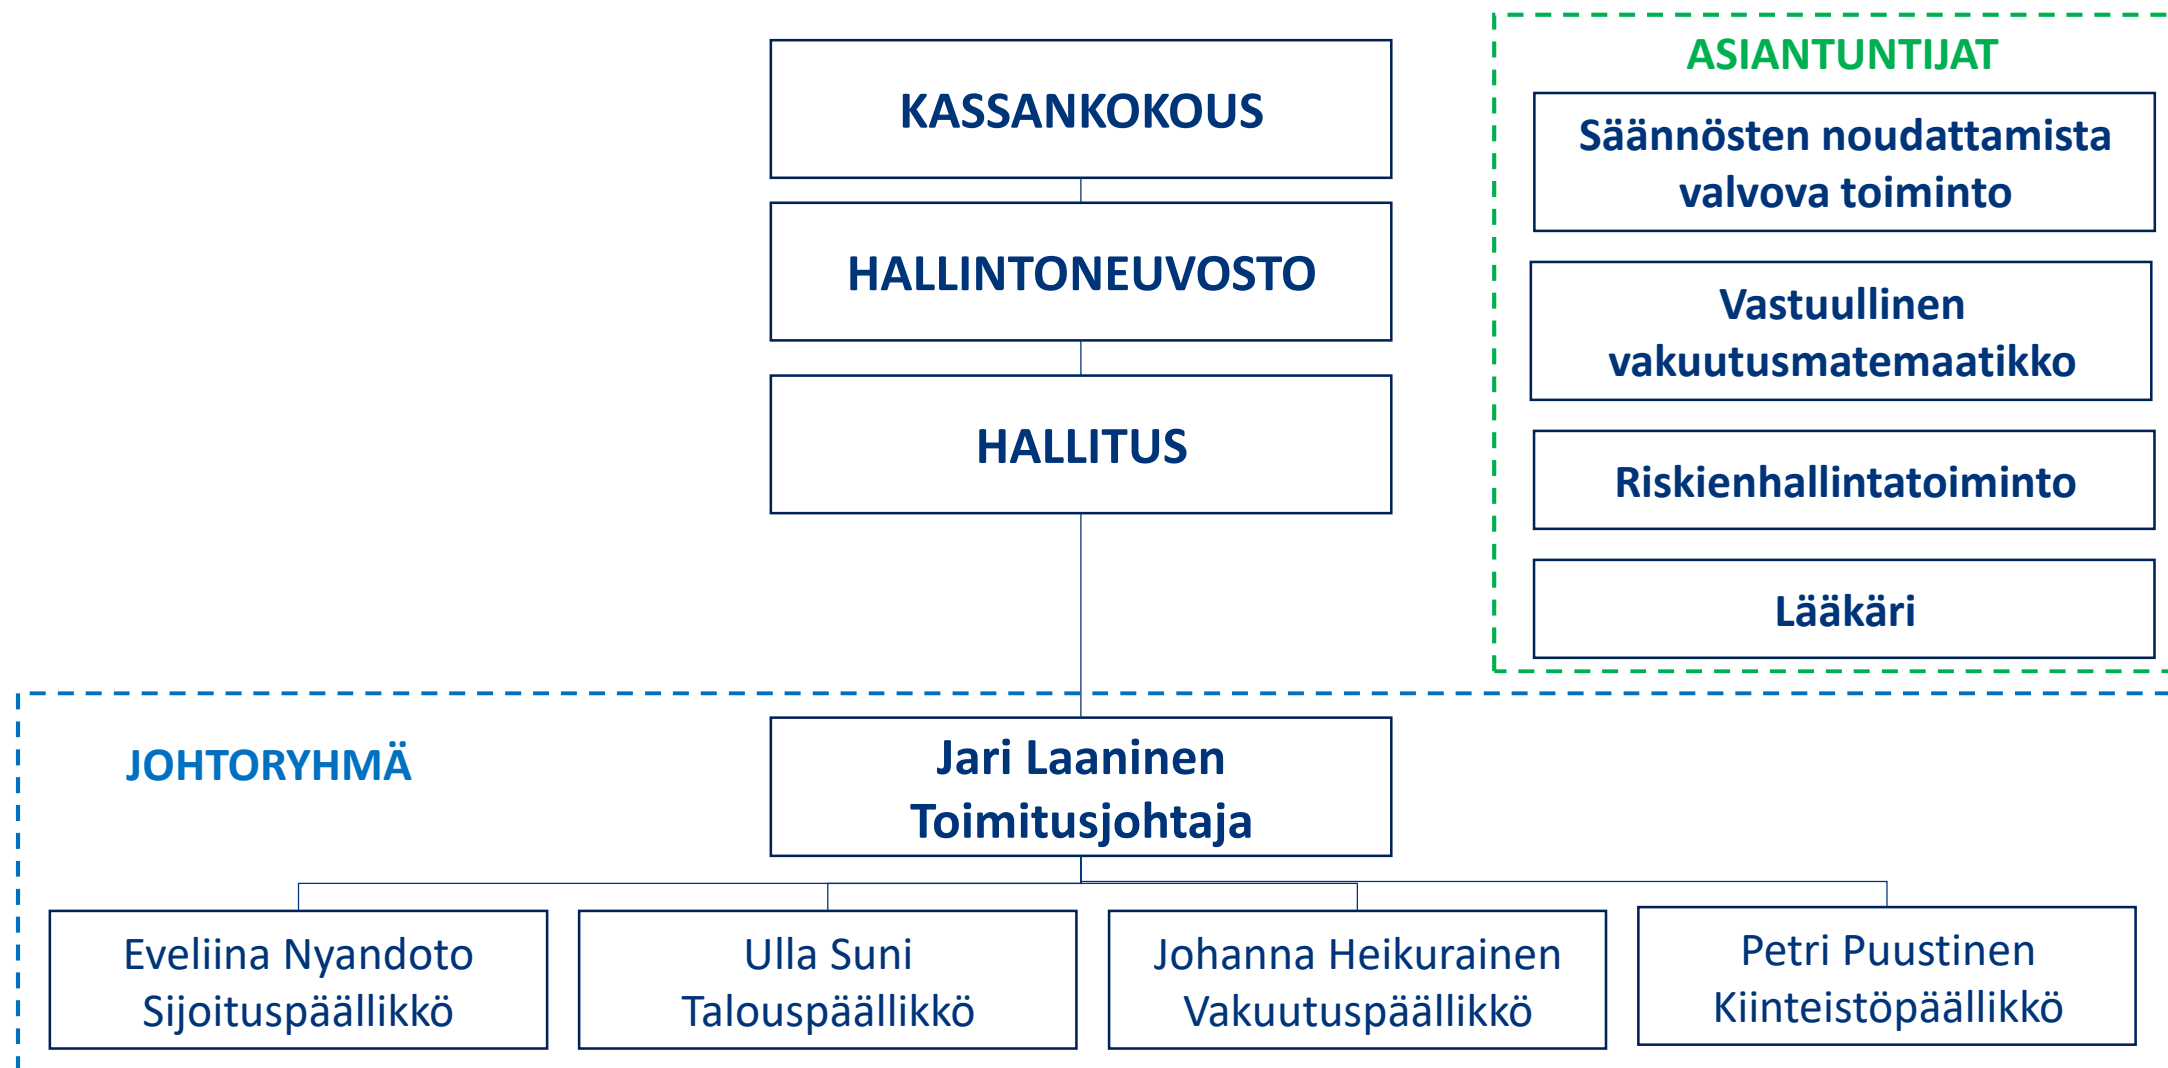 KASSANKOKOUS
HALLINTONEUVOSTO
HALLITUS
ASIANTUNTIJAT
Säännösten noudattamista
valvova toiminto
Vastuullinen
vakuutusmatemaatikko
Riskienhallintatoiminto
Lääkäri
JOHTORYHMÄ
Jari Laaninen
Toimitusjohtaja
Eveliina Nyandoto
Sijoituspäällikkö
Ulla Suni
Talouspäällikkö
Johanna Heikurainen
Vakuutuspäällikkö
Petri Puustinen
Kiinteistöpäällikkö